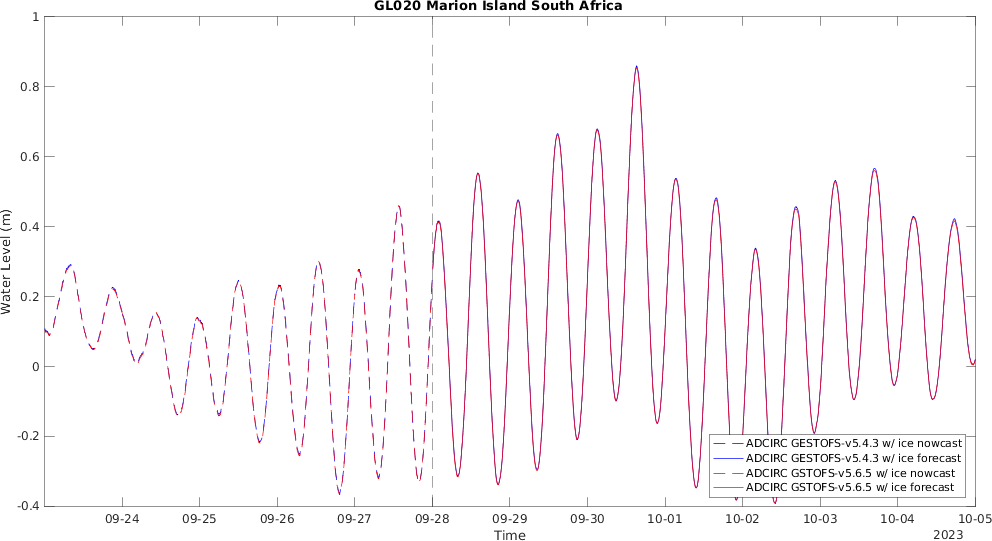 GL020 Marion Island South Africa
1
0.8
0.6
0.4
0.2
0
-0.2
-0.4
Water Level (m)
ADCIRC GESTOFS-v5.4.3 w/ ice nowcast
ADCIRC GESTOFS-v5.4.3 w/ ice forecast
ADCIRC GSTOFS-v5.6.5 w/ ice nowcast
ADCIRC GSTOFS-v5.6.5 w/ ice forecast
09-24 09-25 09-26 09-27 09-28 09-29 09-30 10-01 10-02 10-03 10-04 10-05
Time
2023